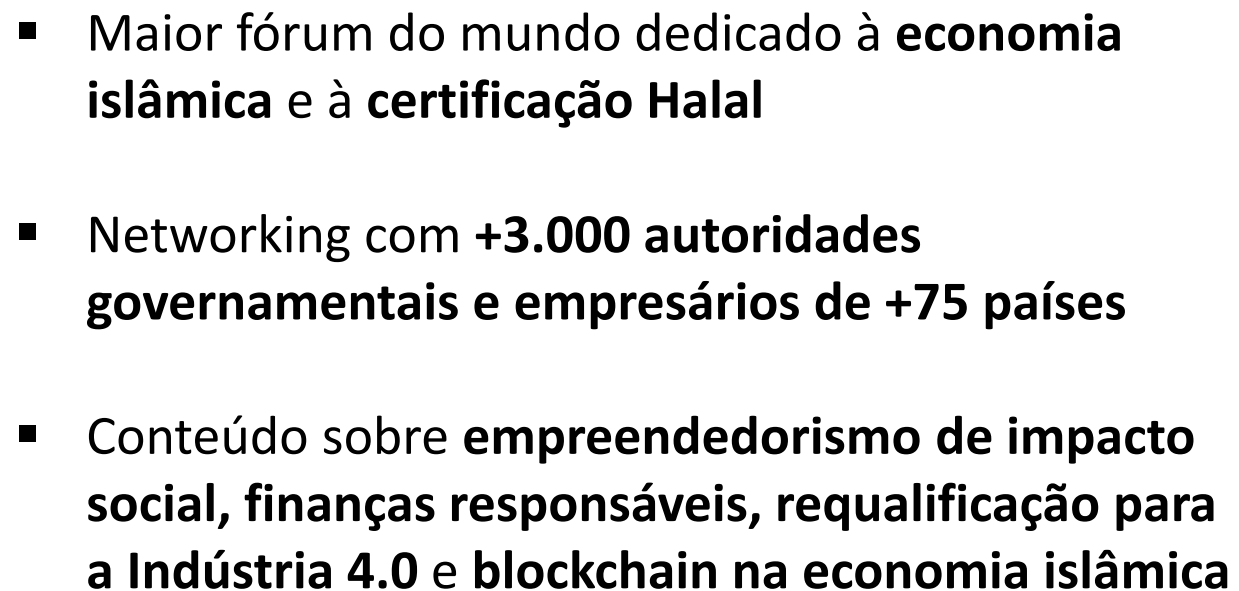 ▪ Maior fórum do mundo dedicado à economia
islâmica e à certificação Halal
▪ Networking com +3.000 autoridades
governamentais e empresários de +75 países
▪ Conteúdo sobre empreendedorismo de impacto
social, finanças responsáveis, requalificação para
a Indústria 4.0 e blockchain na economia islâmica